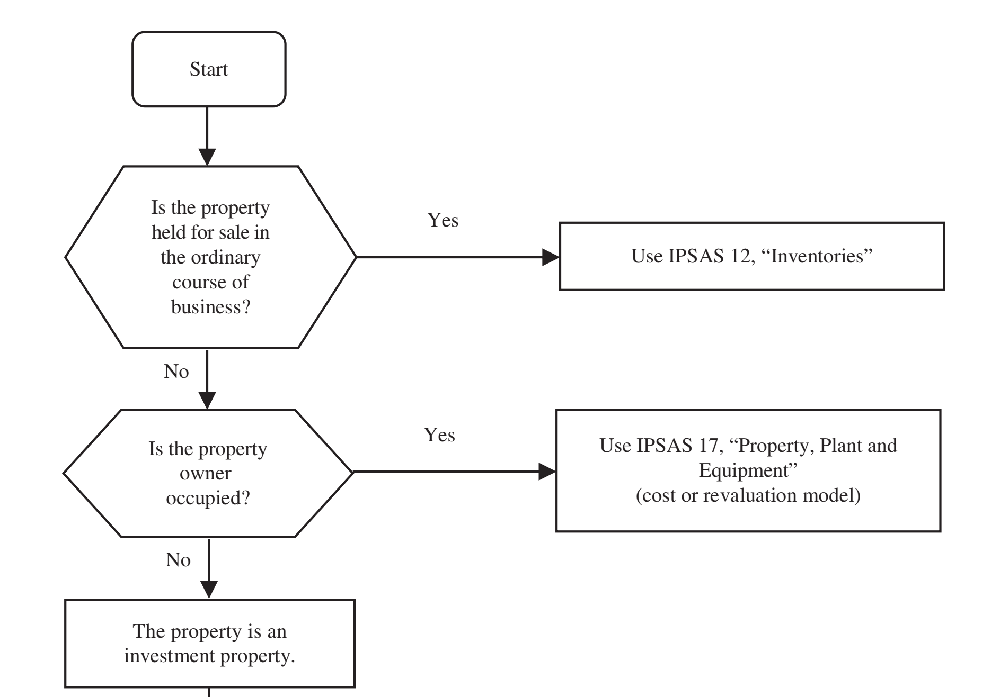 Start
Is the property
held for sale in
the ordinary
course of
business?
Yes
Use IPSAS 12, “Inventories”
No
Is the property
owner
occupied?
Yes
Use IPSAS 17, “Property, Plant and
Equipment”
(cost or revaluation model)
No
The property is an
investment property.